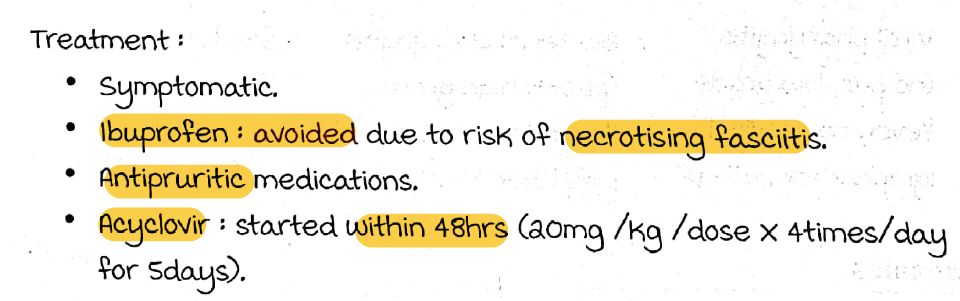 Treatment :
• Symptomatic.
• Ibuprofen : avoided due to risk of necrotising fasciitis.
• Antipruritic medications.
• Acyclovir : started within 48hrs (20mg /kg /dose x 4times/day
for 5days).